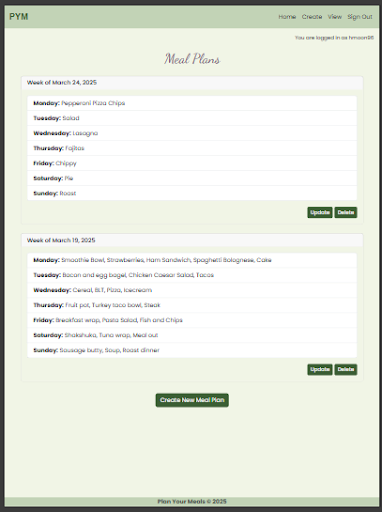 PYM Home Create View Sign Out
You are logged in as hmoon98
Meal Plans
Week of March 24, 2025
Monday: Pepperoni Pizza Chips
Tuesday: Salad
Wednesday: Lasagna
Thursday: Fajitas
Friday: Chippy
Saturday: Pie
Sunday: Roast
Update Delete
Week of March 19, 2025
Monday: Smoothie Bowl, Strawberries, Ham Sandwich, Spaghetti Bolognese, Cake
Tuesday: Bacon and egg bagel, Chicken Caesar Salad, Tacos
Wednesday: Cereal, BLT, Pizza, Icecream
Thursday: Fruit pot, Turkey taco bowl, Steak
Friday: Breakfast wrap, Pasta Salad, Fish and Chips
Saturday: Shakshuka, Tuna wrap, Meal out
Sunday: Sausage butty, Soup, Roast dinner
Update Delete
Create New Meal Plan
Plan Your Meals © 2025